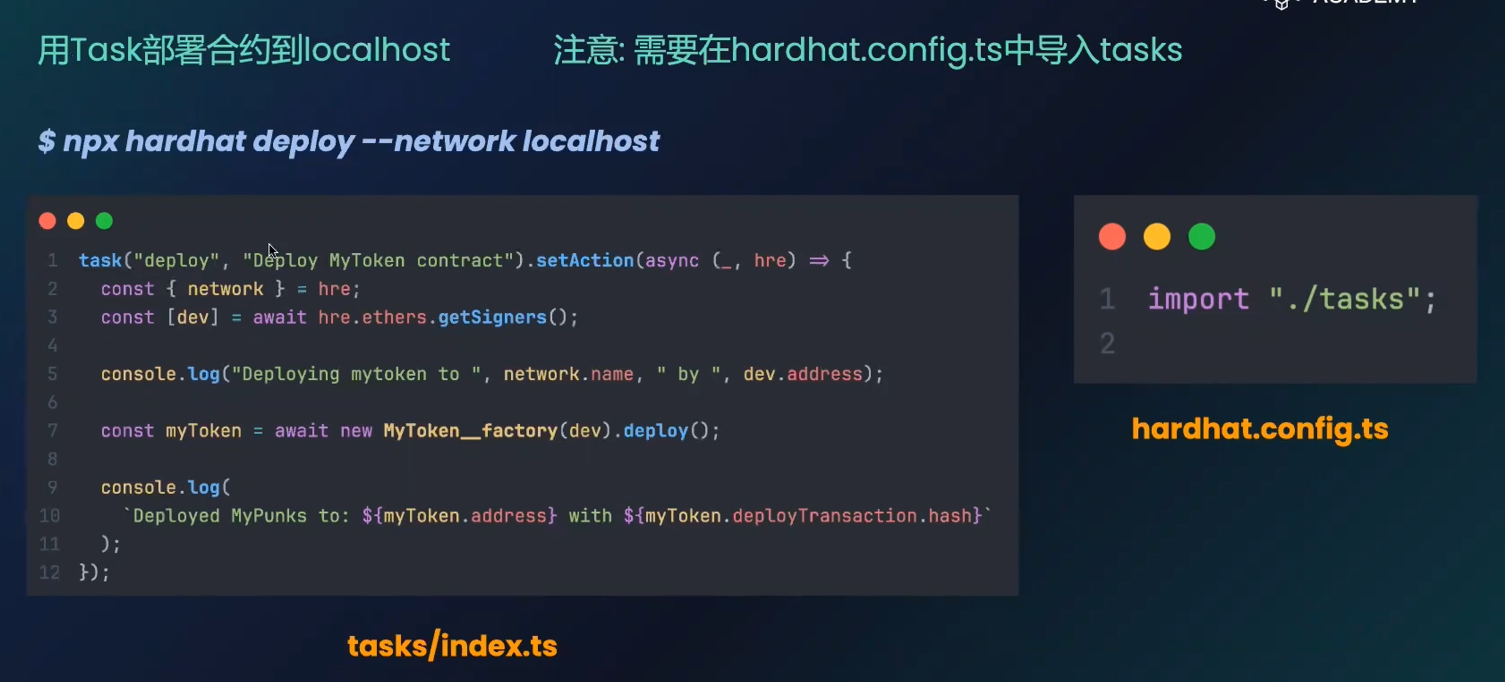 ACADEMY
用Task部署合约到localhost
注意: 需要在hardhat.config.ts中导入tasks
$ npx hardhat deploy --network localhost
1 task("deploy", "Deploy MyToken contract").setAction(async (_, hre) => {
2 const { network } = hre;
3 const [dev] = await hre.ethers.getSigners();
4
5 console.log("Deploying mytoken to ", network.name, " by ", dev.address);
6
7 const myToken = await new MyToken__factory(dev).deploy();
8
9 console.log(
10 `Deployed MyPunks to: ${myToken.address} with ${myToken.deployTransaction.hash}`
11 );
12 });
tasks/index.ts
1 import "./tasks";
2
hardhat.config.ts